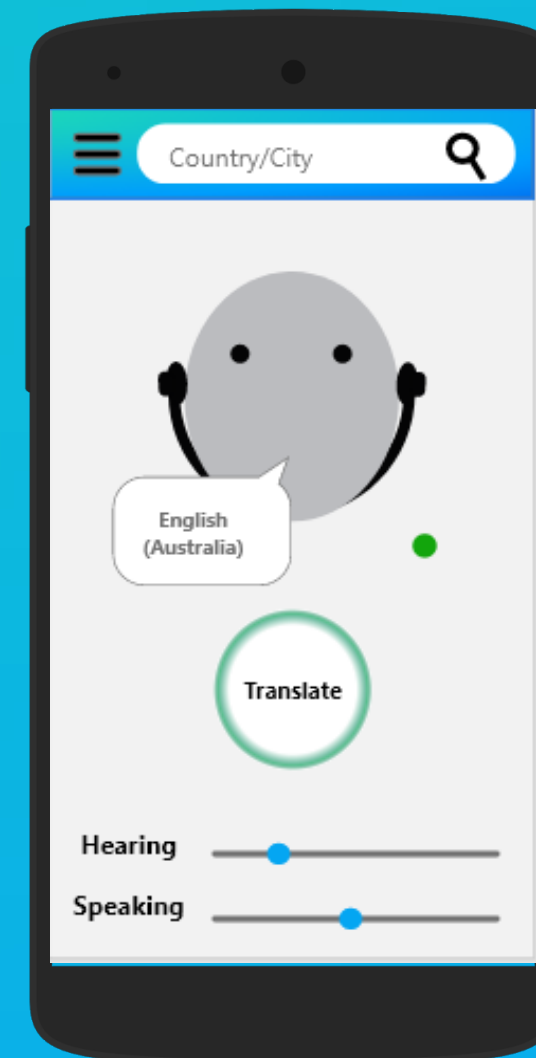 Country/City
English
(Australia)
Translate
Hearing
Speaking